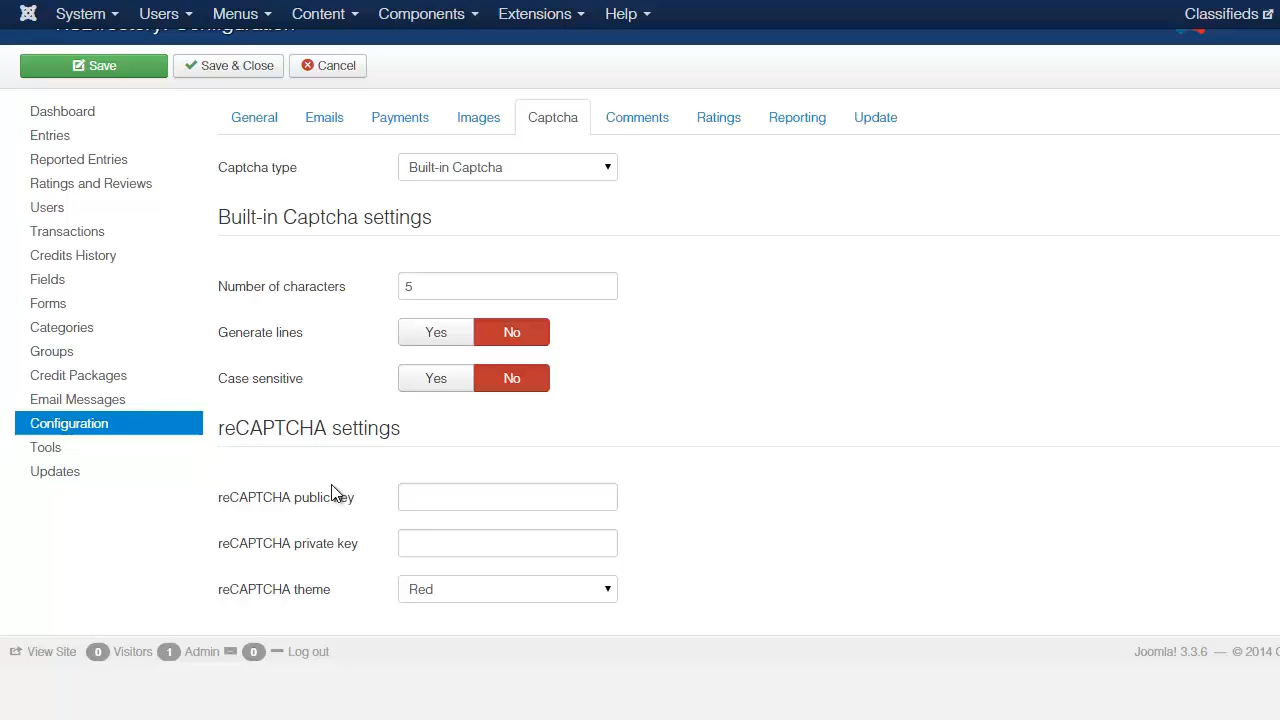 System Users Menus Content Components Extensions Help Classifieds
Configuration
Save Save & Close Cancel
Dashboard
Entries
Reported Entries
Ratings and Reviews
Users
Transactions
Credits History
Fields
Forms
Categories
Groups
Credit Packages
Email Messages
Configuration
Tools
Updates
General Emails Payments Images Captcha Comments Ratings Reporting Update
Captcha type Built-in Captcha
Built-in Captcha settings
Number of characters 5
Generate lines Yes No
Case sensitive Yes No
reCAPTCHA settings
reCAPTCHA public key
reCAPTCHA private key
reCAPTCHA theme Red
View Site 0 Visitors 1 Admin 0 Log out Joomla! 3.3.6 — © 2014